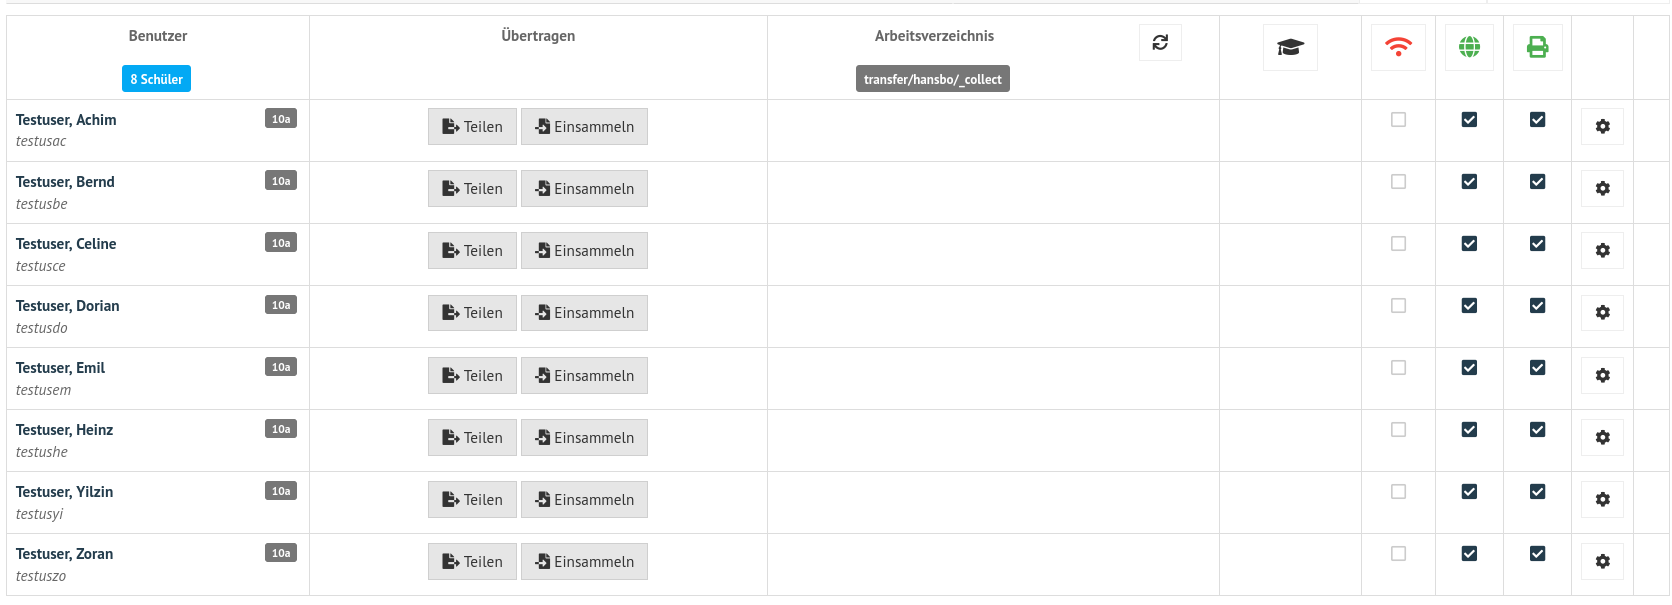 Benutzer Übertragen Arbeitsverzeichnis
8 Schüler transfer/hansbo/_collect
Testuser, Achim 10a Teilen Einsammeln
testusac
Testuser, Bernd 10a Teilen Einsammeln
testusbe
Testuser, Celine 10a Teilen Einsammeln
testusce
Testuser, Dorian 10a Teilen Einsammeln
testusdo
Testuser, Emil 10a Teilen Einsammeln
testusem
Testuser, Heinz 10a Teilen Einsammeln
testushe
Testuser, Yilzin 10a Teilen Einsammeln
testusyi
Testuser, Zoran 10a Teilen Einsammeln
testuszo